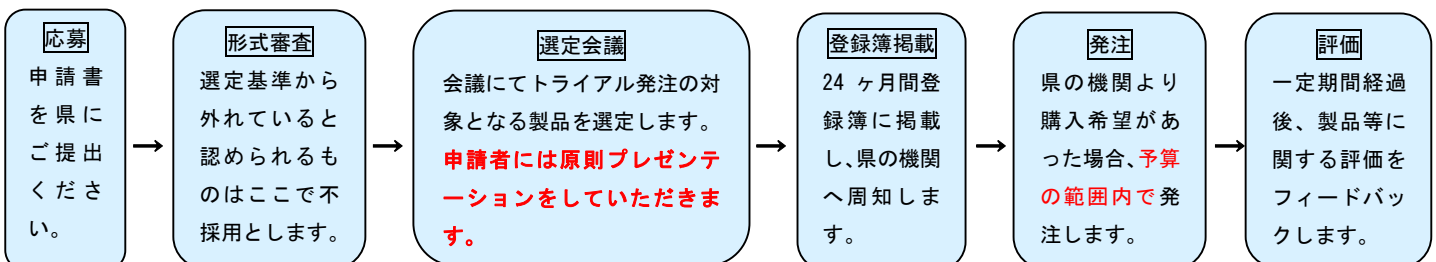 応募
申請書
を県に
ご提出
くださ
い。
形式審査
選定基準から
外れていると
認められるも
のはここで不
採用とします。
選定会議
会議にてトライアル発注の対
象となる製品を選定します。
申請者には原則プレゼンテ
ーションをしていただきま
す。
登録簿掲載
24 ヶ月間登
録簿に掲載
し、県の機関
へ周知しま
す。
発注
県の機関より
購入希望があ
った場合、予算
の範囲内で発
注します。
評価
一定期間経過
後、製品等に
関する評価を
フィードバッ
クします。